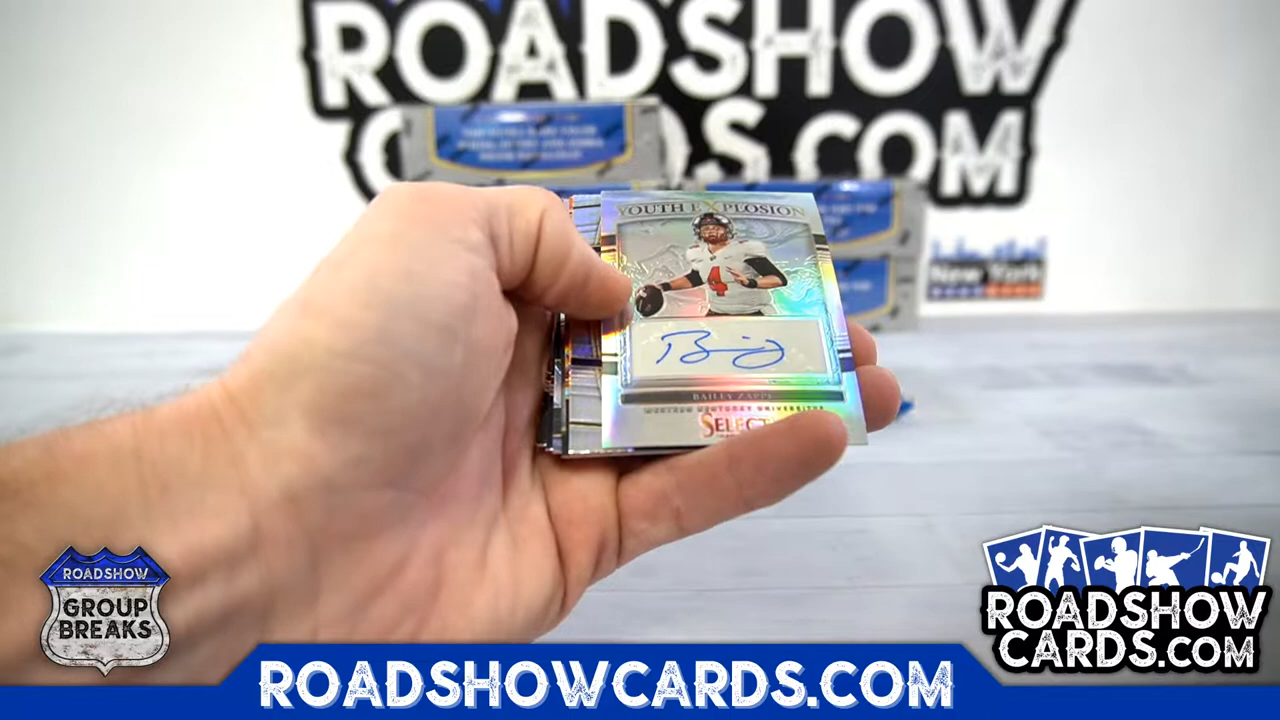 ROADSHOW
CARDS.COM
New York
YOUTH EXPLOSION
4
BAILEY ZAPPE
WESTERN KENTUCKY UNIVERSITY
SELECT
ROADSHOW
GROUP
BREAKS
ROADSHOWCARDS.COM
ROADSHOW
CARDS.COM